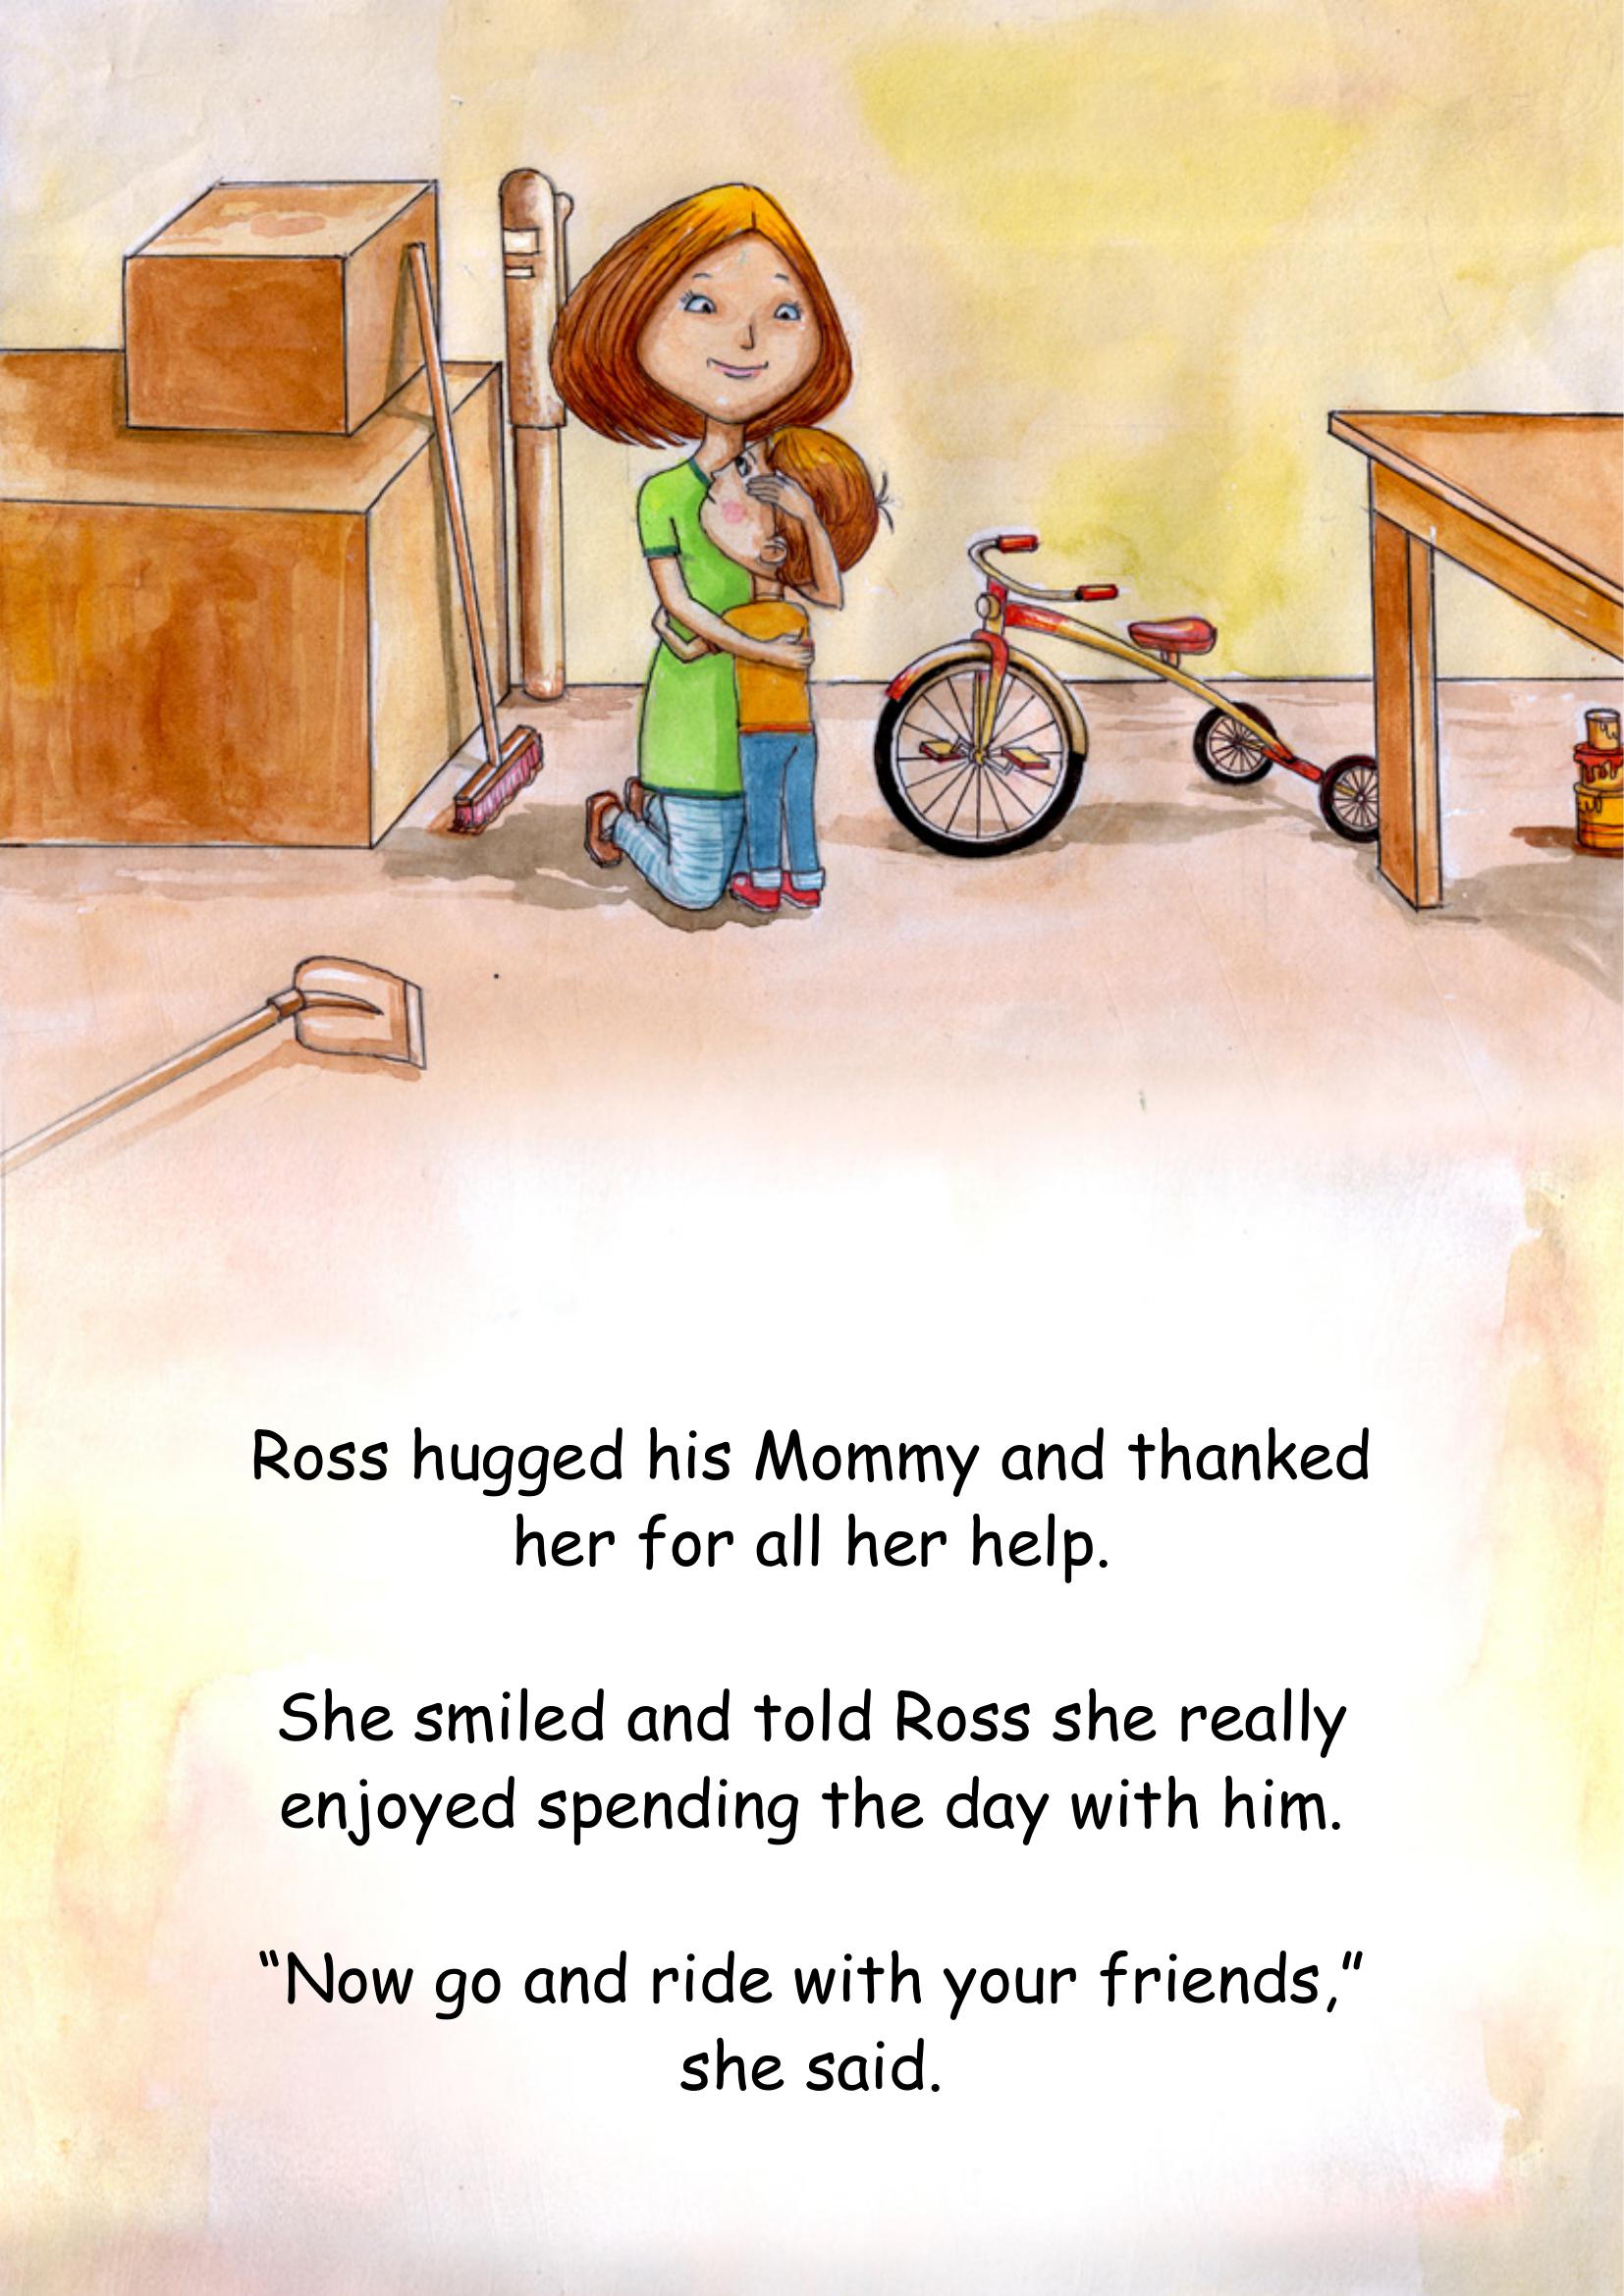 Ross hugged his Mommy and thanked
her for all her help.
She smiled and told Ross she really
enjoyed spending the day with him.
“Now go and ride with your friends,”
she said.